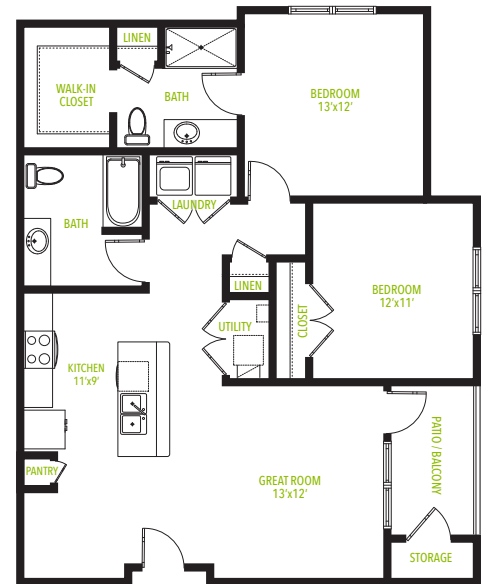 LINEN
WALK-IN
CLOSET
BATH
BEDROOM
13'x12'
LAUNDRY
BATH
LINEN
BEDROOM
12'x11'
CLOSET
UTILITY
KITCHEN
11'x9'
PANTRY
GREAT ROOM
13'x12'
PATIO / BALCONY
STORAGE